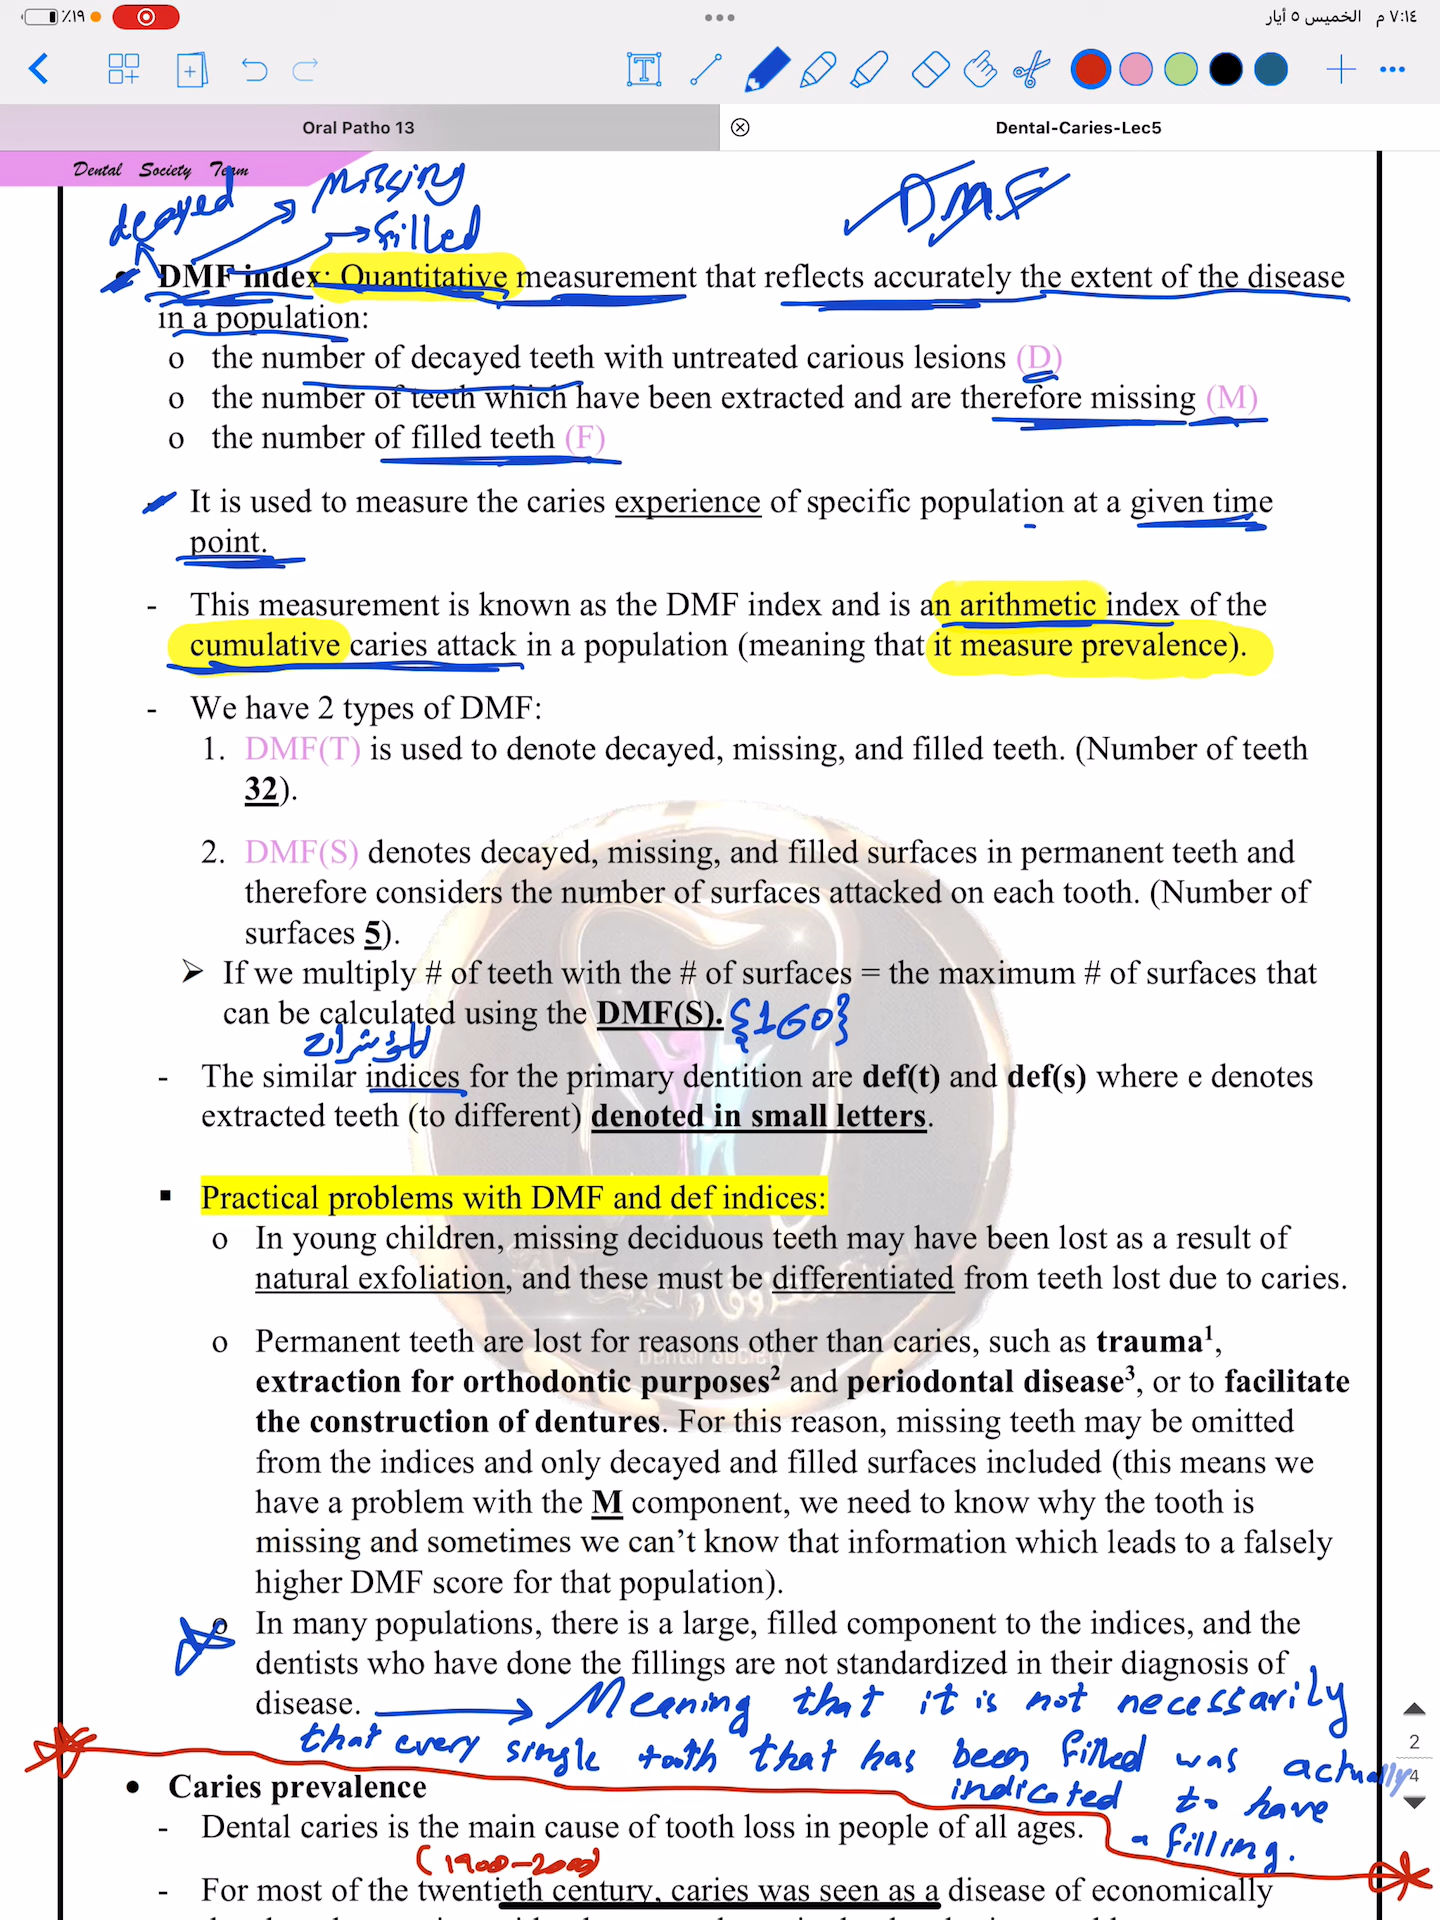 ٪١٩
٧:١٤ م الخميس ٥ أيار
Oral Patho 13
Dental-Caries-Lec5
Dental Society Team
decayed
missing
filled
DMF
• DMF index: Quantitative measurement that reflects accurately the extent of the disease
in a population:
o the number of decayed teeth with untreated carious lesions (D)
o the number of teeth which have been extracted and are therefore missing (M)
o the number of filled teeth (F)
- It is used to measure the caries experience of specific population at a given time
point.
- This measurement is known as the DMF index and is an arithmetic index of the
cumulative caries attack in a population (meaning that it measure prevalence).
- We have 2 types of DMF:
1. DMF(T) is used to denote decayed, missing, and filled teeth. (Number of teeth
32).
2. DMF(S) denotes decayed, missing, and filled surfaces in permanent teeth and
therefore considers the number of surfaces attacked on each tooth. (Number of
surfaces 5).
➢ If we multiply # of teeth with the # of surfaces = the maximum # of surfaces that
can be calculated using the DMF(S). {160}
المؤشرات
- The similar indices for the primary dentition are def(t) and def(s) where e denotes
extracted teeth (to different) denoted in small letters.
▪ Practical problems with DMF and def indices:
o In young children, missing deciduous teeth may have been lost as a result of
natural exfoliation, and these must be differentiated from teeth lost due to caries.
o Permanent teeth are lost for reasons other than caries, such as trauma¹,
extraction for orthodontic purposes² and periodontal disease³, or to facilitate
the construction of dentures. For this reason, missing teeth may be omitted
from the indices and only decayed and filled surfaces included (this means we
have a problem with the M component, we need to know why the tooth is
missing and sometimes we can't know that information which leads to a falsely
higher DMF score for that population).
o In many populations, there is a large, filled component to the indices, and the
dentists who have done the fillings are not standardized in their diagnosis of
disease. → Meaning that it is not necessarily
that every single tooth that has been filled was actually
indicated to have
a filling.
2
4
• Caries prevalence
- Dental caries is the main cause of tooth loss in people of all ages.
(1900-2000)
- For most of the twentieth century, caries was seen as a disease of economically
Dental Society